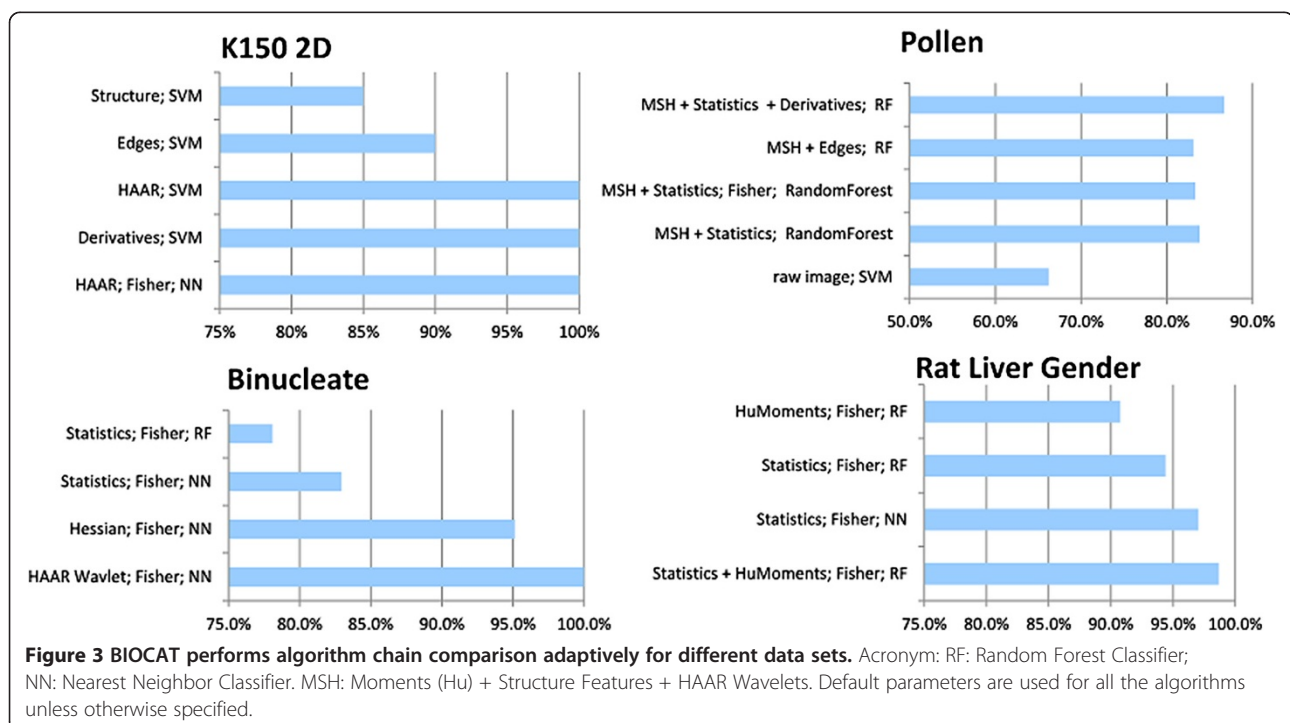 K150 2D
Structure; SVM
Edges; SVM
HAAR; SVM
Derivatives; SVM
HAAR; Fisher; NN
75% 80% 85% 90% 95% 100%
Pollen
MSH + Statistics + Derivatives; RF
MSH + Edges; RF
MSH + Statistics; Fisher; RandomForest
MSH + Statistics; RandomForest
raw image; SVM
50.0% 60.0% 70.0% 80.0% 90.0%
Binucleate
Statistics; Fisher; RF
Statistics; Fisher; NN
Hessian; Fisher; NN
HAAR Wavlet; Fisher; NN
75.0% 80.0% 85.0% 90.0% 95.0% 100.0%
Rat Liver Gender
HuMoments; Fisher; RF
Statistics; Fisher; RF
Statistics; Fisher; NN
Statistics + HuMoments; Fisher; RF
75.0% 80.0% 85.0% 90.0% 95.0% 100.0%
Figure 3 BIOCAT performs algorithm chain comparison adaptively for different data sets. Acronym: RF: Random Forest Classifier;
NN: Nearest Neighbor Classifier. MSH: Moments (Hu) + Structure Features + HAAR Wavelets. Default parameters are used for all the algorithms
unless otherwise specified.